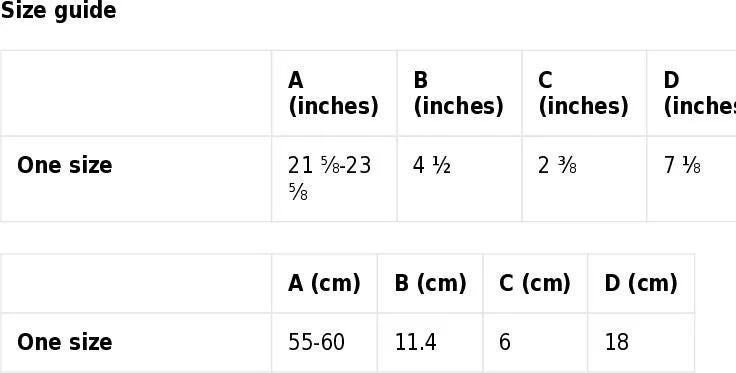 Size guide
A (inches) B (inches) C (inches) D
One size 21 ⅝-23 ⅝ 4 ½ 2 ⅜ 7 ⅛
A (cm) B (cm) C (cm) D (cm)
One size 55-60 11.4 6 18